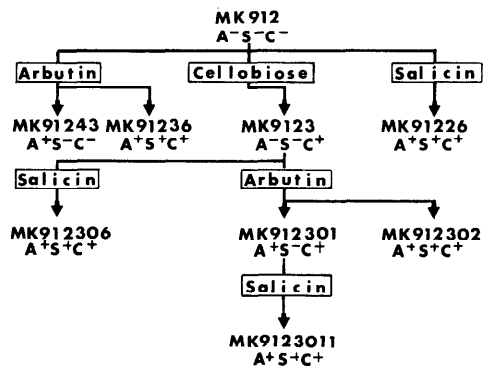 MK912
A⁻S⁻C⁻
Arbutin Cellobiose Salicin
MK91243 MK91236 MK9123 MK91226
A⁺S⁻C⁻ A⁺S⁺C⁺ A⁻S⁻C⁺ A⁺S⁺C⁺
Salicin Arbutin
MK912306 MK912301 MK912302
A⁺S⁺C⁺ A⁺S⁻C⁺ A⁺S⁺C⁺
Salicin
MK9123011
A⁺S⁺C⁺